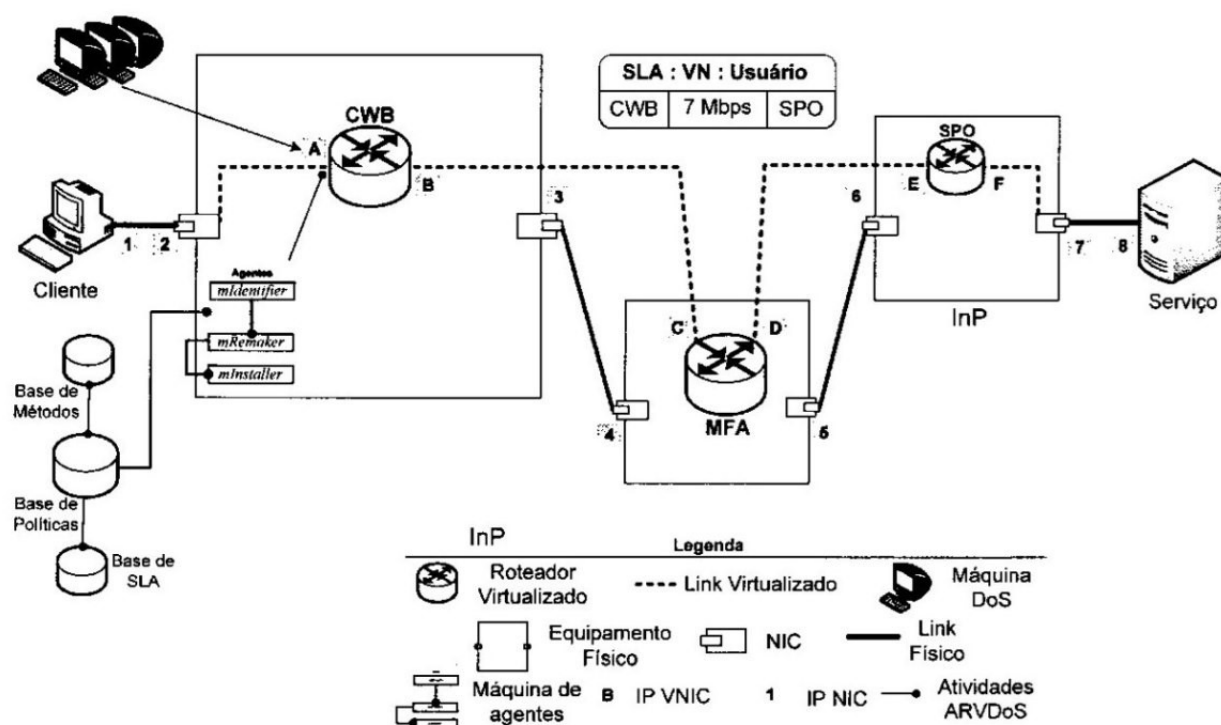 SLA : VN : Usuário
CWB 7 Mbps SPO
CWB
A
B
1
2
3
Cliente
Agentes
mIdentifier
mRemaker
mInstaller
Base de
Métodos
Base de
Políticas
Base de
SLA
C
D
MFA
4
5
6
SPO
E
F
InP
7
8
Serviço
InP
Legenda
Roteador
Virtualizado
Link Virtualizado
Máquina
DoS
Equipamento
Físico
NIC
Link
Físico
Máquina de
agentes
B IP VNIC
1 IP NIC
Atividades
ARVDoS